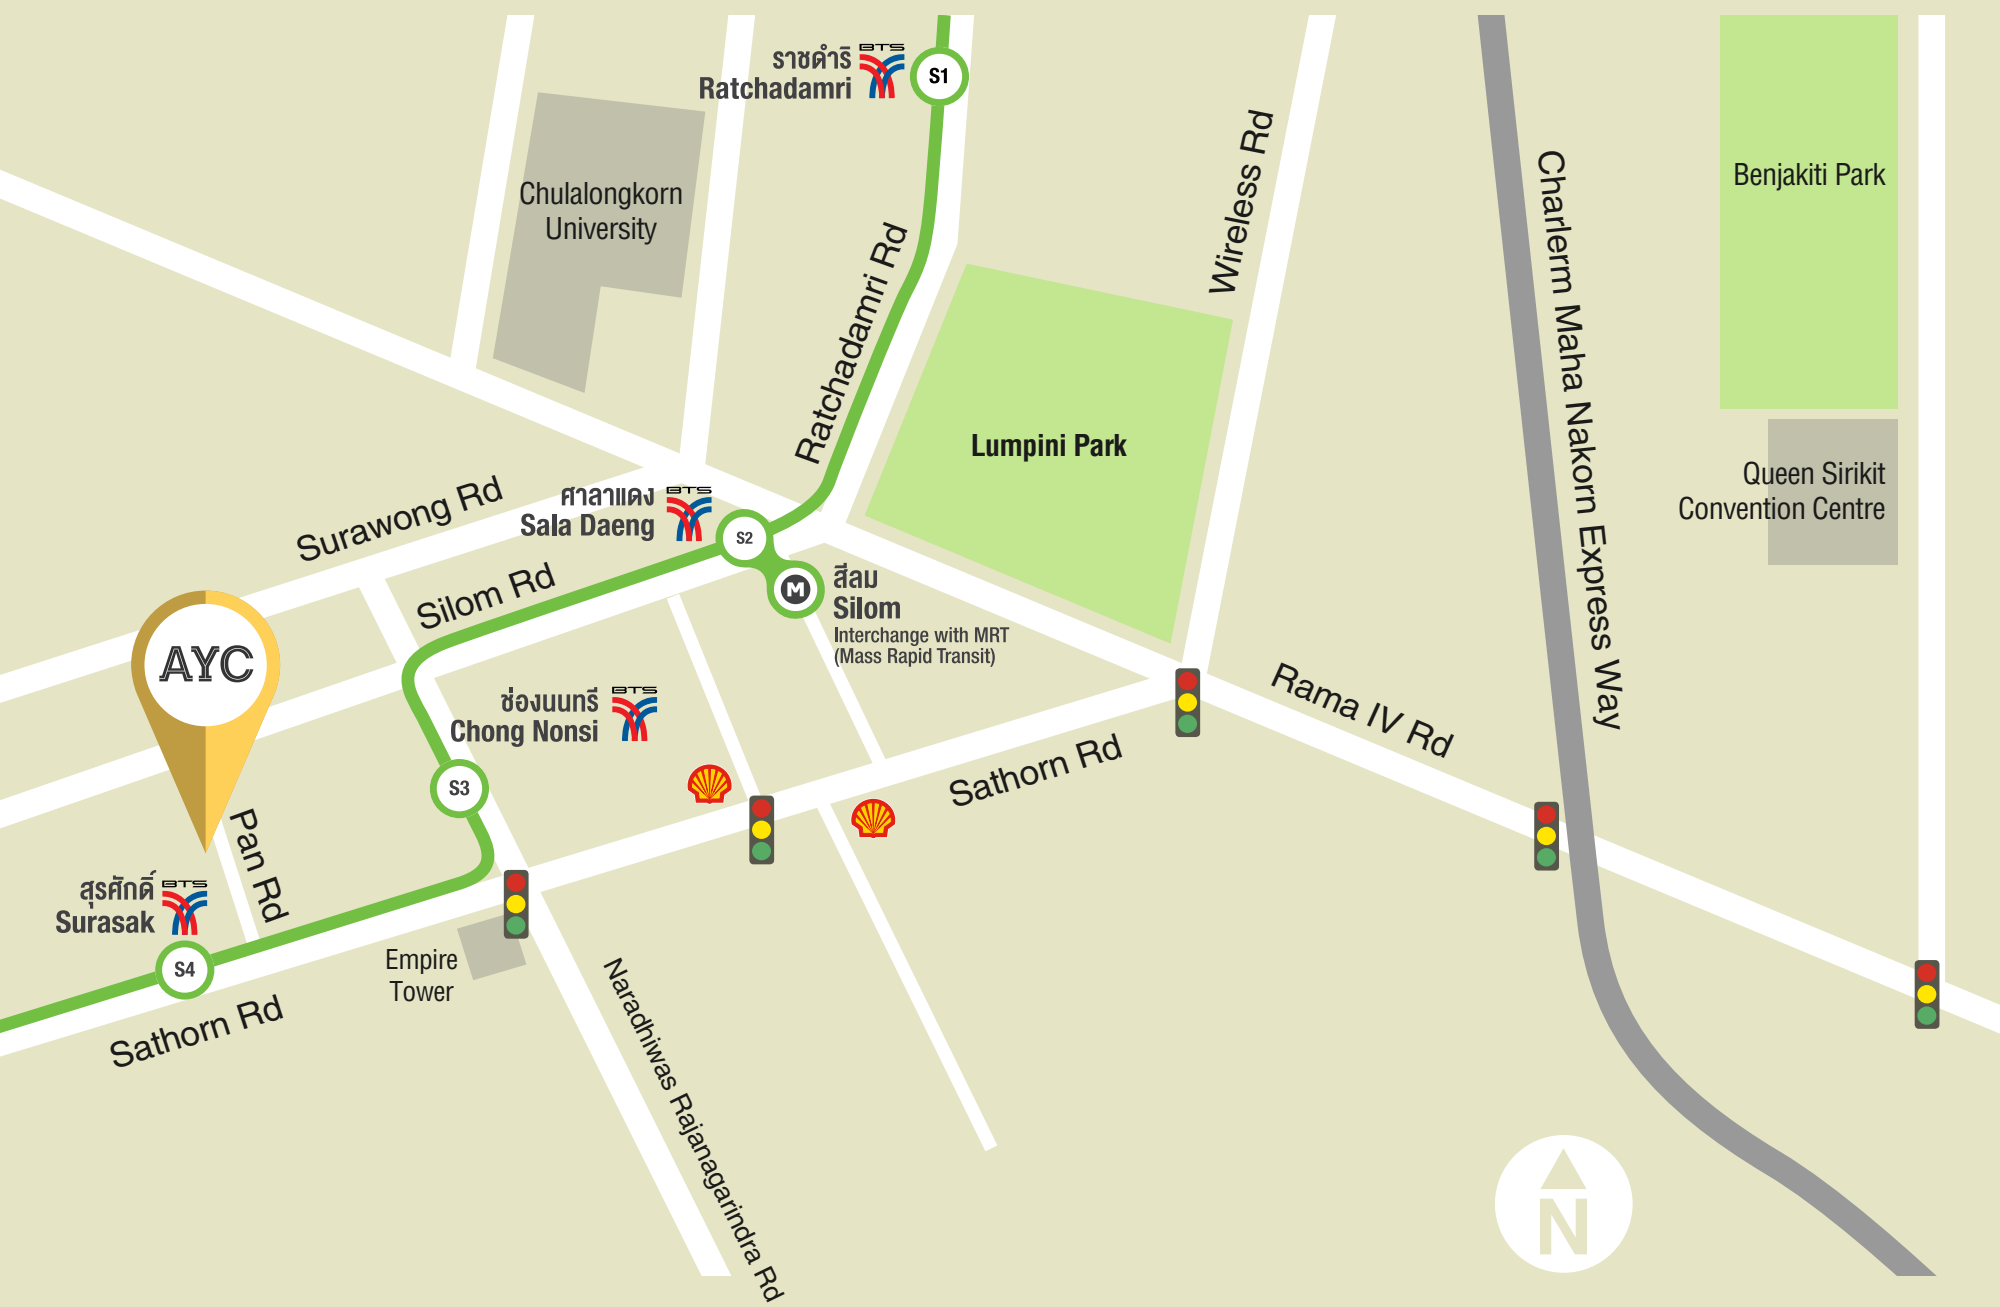 BTS
ราชดำริ
Ratchadamri
S1
Chulalongkorn
University
Wireless Rd
Charlerm Maha Nakorn Express Way
Benjakiti Park
Ratchadamri Rd
Lumpini Park
Queen Sirikit
Convention Centre
Surawong Rd
BTS
ศาลาแดง
Sala Daeng
S2
Silom Rd
M
สีลม
Silom
Interchange with MRT
(Mass Rapid Transit)
AYC
BTS
ช่องนนทรี
Chong Nonsi
S3
Rama IV Rd
Sathorn Rd
Pan Rd
BTS
สุรศักดิ์
Surasak
S4
Empire
Tower
Sathorn Rd
Naradhiwas Rajanagarindra Rd
N